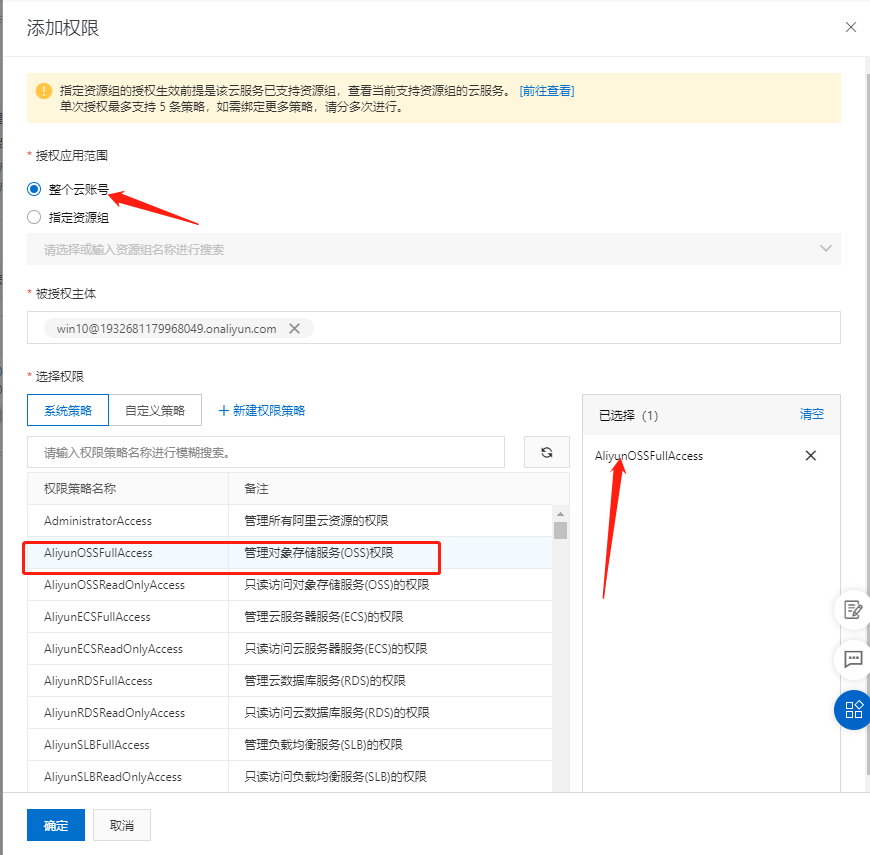 添加权限
指定资源组的授权生效前提是该云服务已支持资源组，查看当前支持资源组的云服务。 [前往查看]
单次授权最多支持 5 条策略，如需绑定更多策略，请分多次进行。
* 授权应用范围
整个云账号
指定资源组
请选择或输入资源组名称进行搜索
* 被授权主体
win10@1932681179968049.onaliyun.com
* 选择权限
系统策略 自定义策略 + 新建权限策略
请输入权限策略名称进行模糊搜索。
权限策略名称 备注
AdministratorAccess 管理所有阿里云资源的权限
AliyunOSSFullAccess 管理对象存储服务(OSS)权限
AliyunOSSReadOnlyAccess 只读访问对象存储服务(OSS)的权限
AliyunECSFullAccess 管理云服务器服务(ECS)的权限
AliyunECSReadOnlyAccess 只读访问云服务器服务(ECS)的权限
AliyunRDSFullAccess 管理云数据库服务(RDS)的权限
AliyunRDSReadOnlyAccess 只读访问云数据库服务(RDS)的权限
AliyunSLBFullAccess 管理负载均衡服务(SLB)的权限
AliyunSLBReadOnlyAccess 只读访问负载均衡服务(SLB)的权限
已选择 (1) 清空
AliyunOSSFullAccess
确定 取消